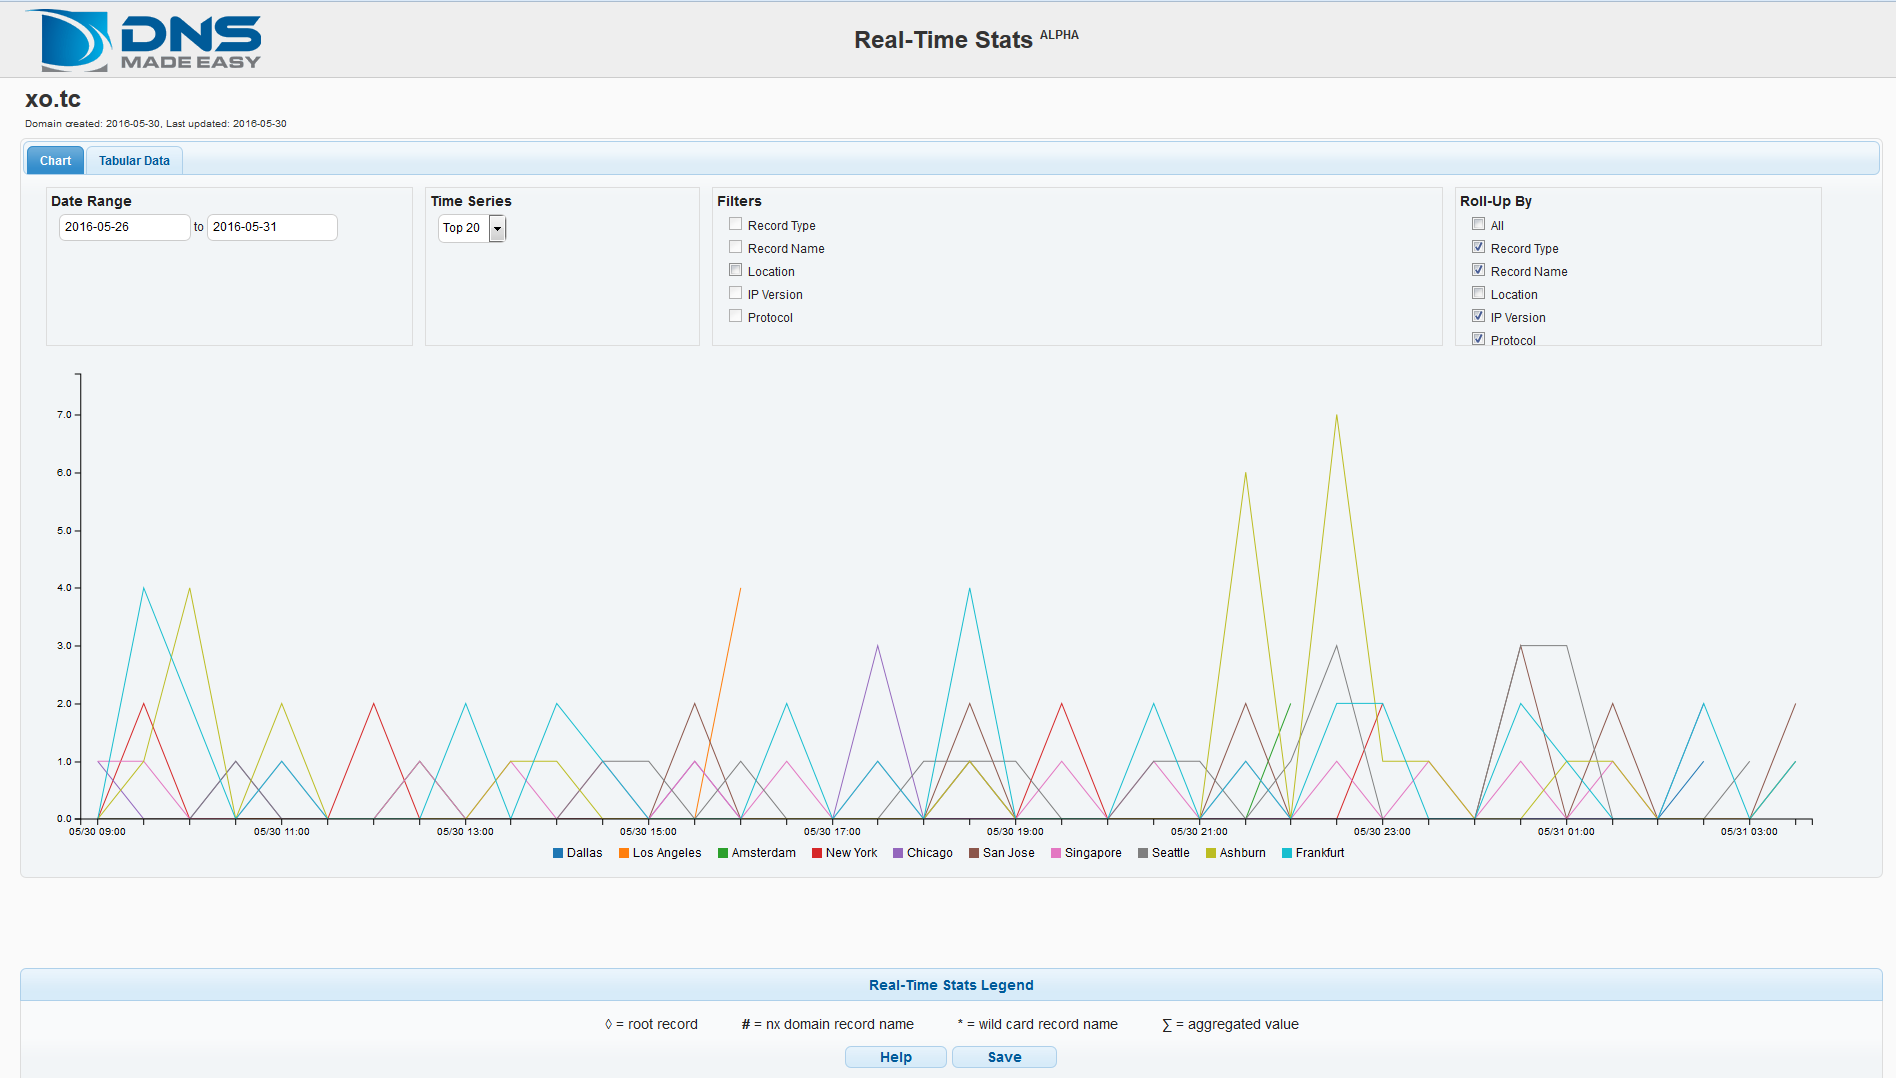 DNS
MADE EASY
Real-Time Stats ALPHA
xo.tc
Domain created: 2016-05-30, Last updated: 2016-05-30
Chart Tabular Data
Date Range
2016-05-26 to 2016-05-31
Time Series
Top 20
Filters
Record Type
Record Name
Location
IP Version
Protocol
Roll-Up By
All
Record Type
Record Name
Location
IP Version
Protocol
7.0
6.0
5.0
4.0
3.0
2.0
1.0
0.0
05/30 09:00 05/30 11:00 05/30 13:00 05/30 15:00 05/30 17:00 05/30 19:00 05/30 21:00 05/30 23:00 05/31 01:00 05/31 03:00
Dallas Los Angeles Amsterdam New York Chicago San Jose Singapore Seattle Ashburn Frankfurt
Real-Time Stats Legend
◊ = root record # = nx domain record name * = wild card record name ∑ = aggregated value
Help Save